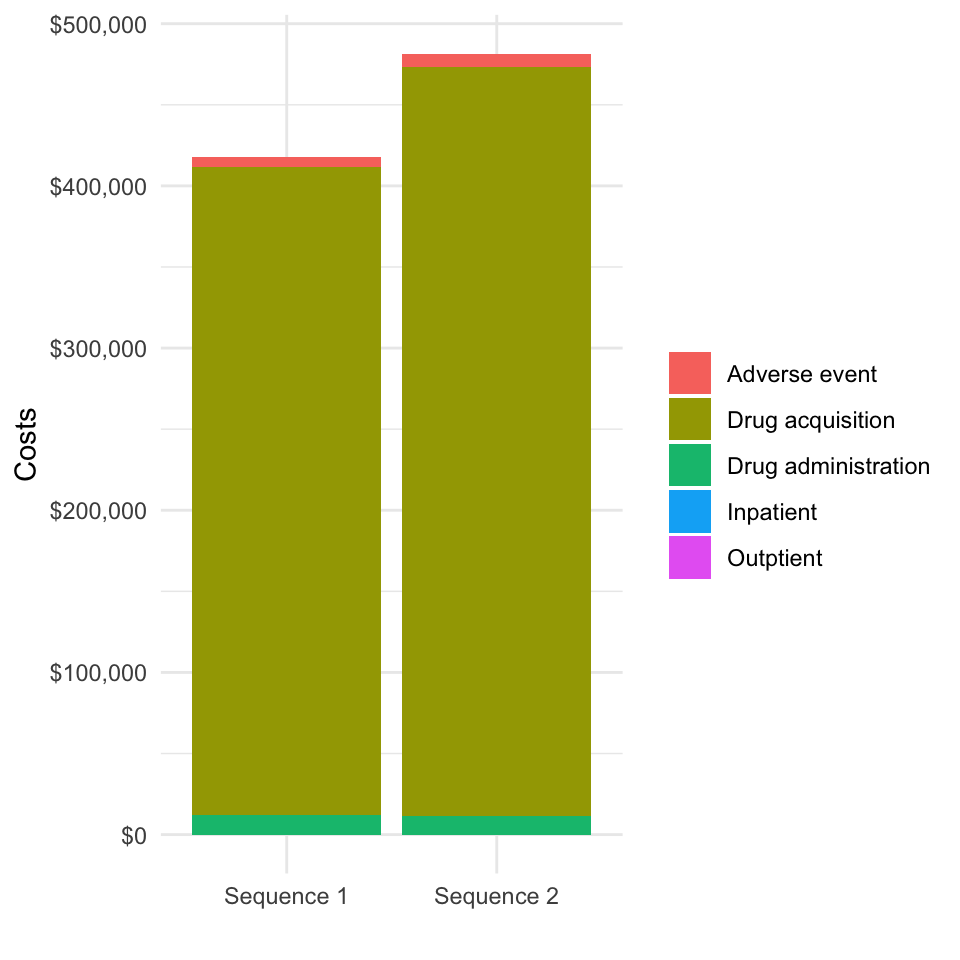 $500,000
$400,000
$300,000
$200,000
$100,000
$0
Costs
Sequence 1
Sequence 2
Adverse event
Drug acquisition
Drug administration
Inpatient
Outptient